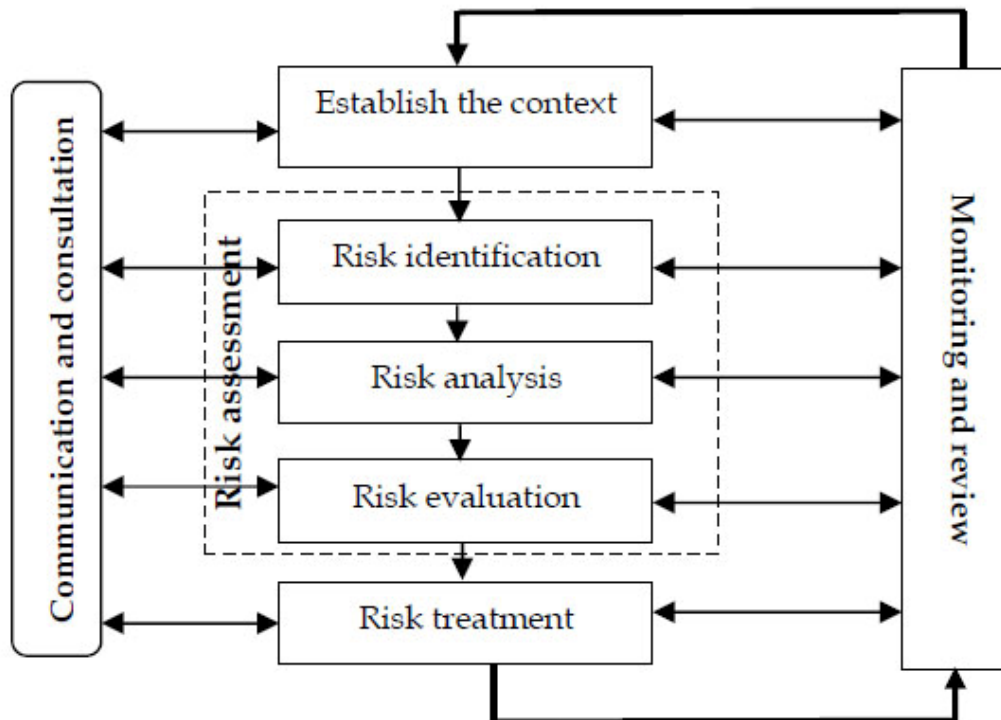 Establish the context
Communication and consultation
Risk assessment
Risk identification
Risk analysis
Risk evaluation
Risk treatment
Monitoring and review